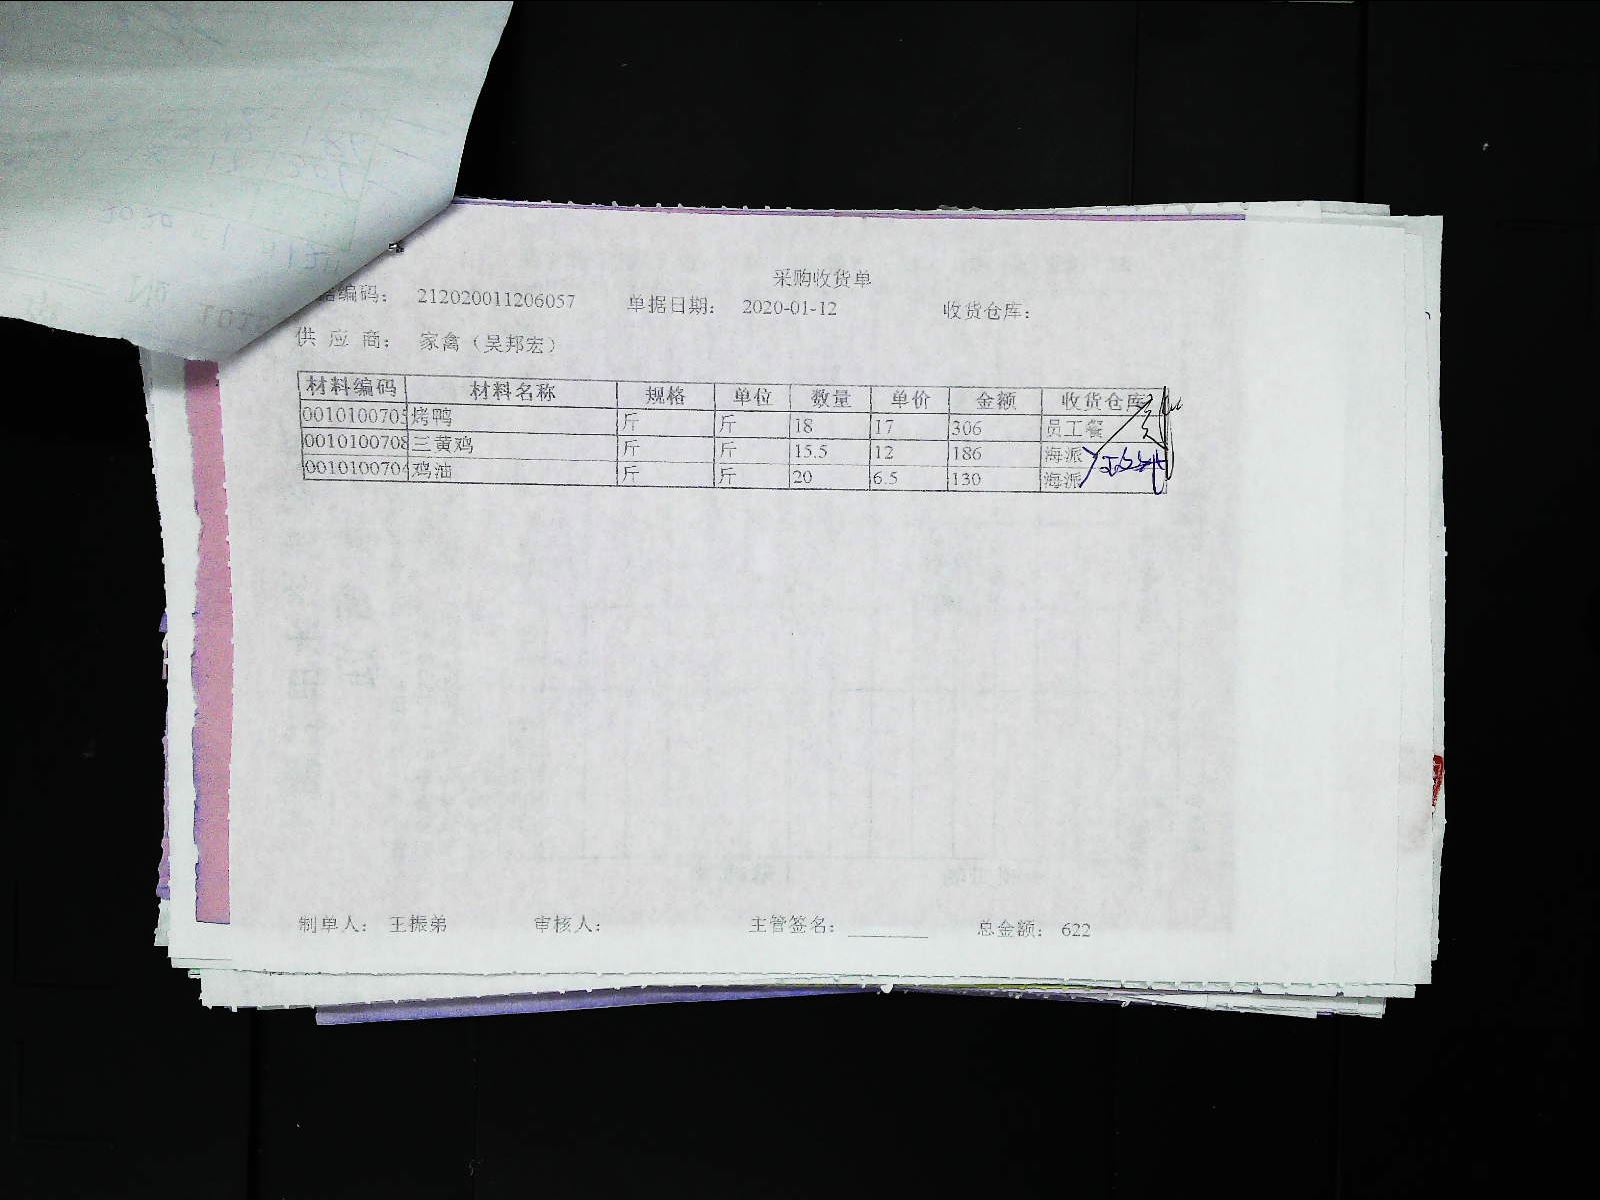 采购收货单
据编码： 212020011206057 单据日期： 2020-01-12 收货仓库：
供 应 商： 家禽（吴邦宏）
材料编码 材料名称 规格 单位 数量 单价 金额 收货仓库
0010100705 烤鸭 斤 斤 18 17 306 员工餐
0010100708 三黄鸡 斤 斤 15.5 12 186 海派
0010100704 鸡油 斤 斤 20 6.5 130 海派
制单人： 王振弟 审核人： 主管签名： 总金额： 622